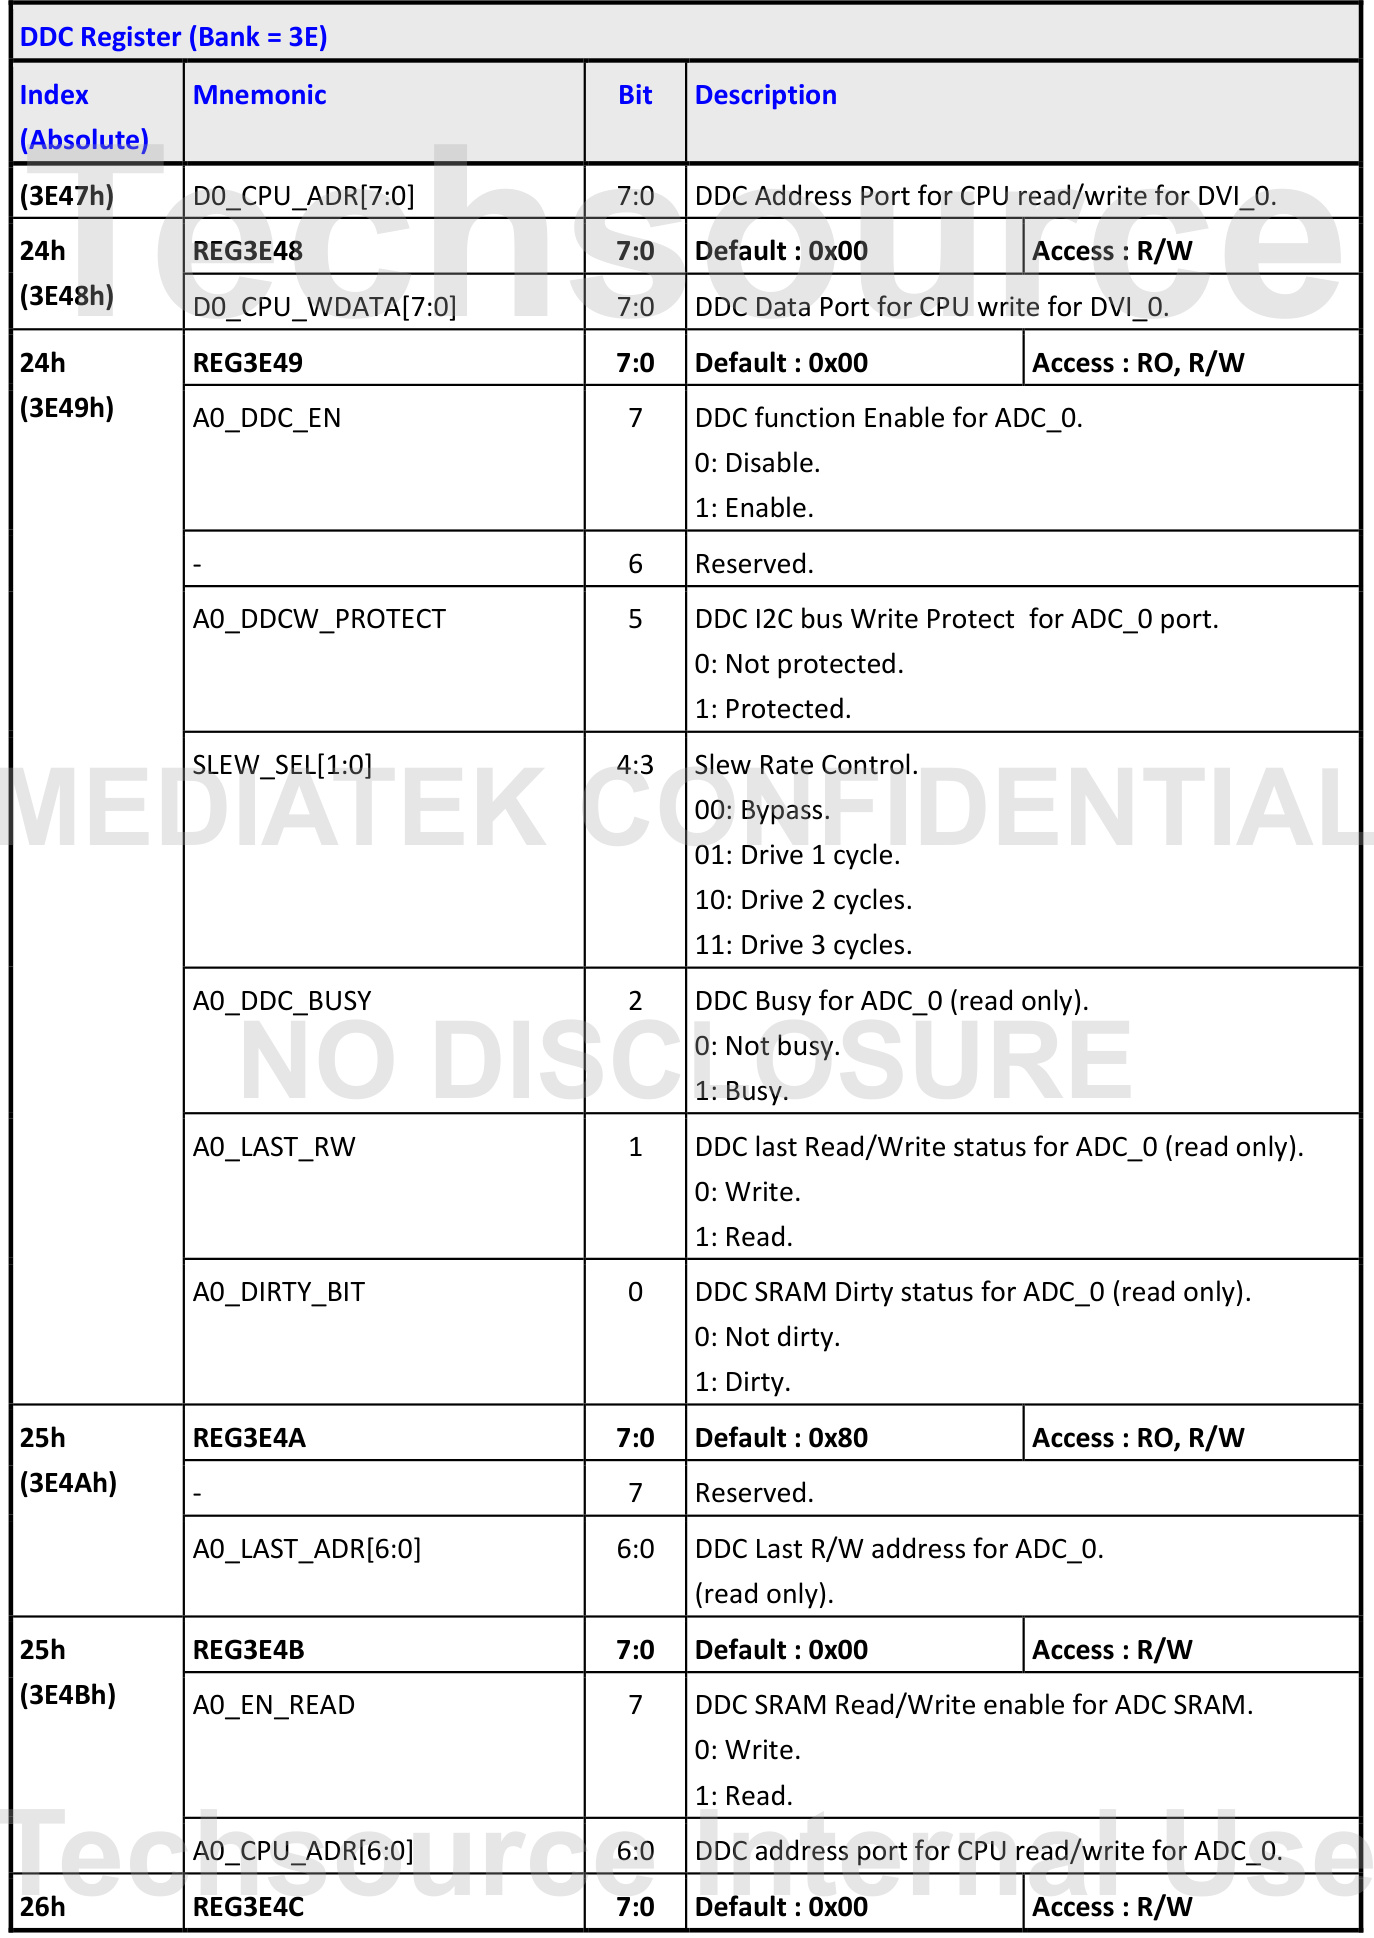 DDC Register (Bank = 3E)
Index Mnemonic Bit Description
(Absolute)
(3E47h) D0_CPU_ADR[7:0] 7:0 DDC Address Port for CPU read/write for DVI_0.
24h REG3E48 7:0 Default : 0x00 Access : R/W
(3E48h) D0_CPU_WDATA[7:0] 7:0 DDC Data Port for CPU write for DVI_0.
Techsource
24h REG3E49 7:0 Default : 0x00 Access : RO, R/W
(3E49h) A0_DDC_EN 7 DDC function Enable for ADC_0.
0: Disable.
1: Enable.
- 6 Reserved.
A0_DDCW_PROTECT 5 DDC I2C bus Write Protect  for ADC_0 port.
0: Not protected.
1: Protected.
SLEW_SEL[1:0] 4:3 Slew Rate Control.
00: Bypass.
MEDIATEK CONFIDENTIAL
01: Drive 1 cycle.
10: Drive 2 cycles.
11: Drive 3 cycles.
A0_DDC_BUSY 2 DDC Busy for ADC_0 (read only).
0: Not busy.
NO DISCLOSURE
1: Busy.
A0_LAST_RW 1 DDC last Read/Write status for ADC_0 (read only).
0: Write.
1: Read.
A0_DIRTY_BIT 0 DDC SRAM Dirty status for ADC_0 (read only).
0: Not dirty.
1: Dirty.
25h REG3E4A 7:0 Default : 0x80 Access : RO, R/W
(3E4Ah) - 7 Reserved.
A0_LAST_ADR[6:0] 6:0 DDC Last R/W address for ADC_0.
(read only).
25h REG3E4B 7:0 Default : 0x00 Access : R/W
(3E4Bh) A0_EN_READ 7 DDC SRAM Read/Write enable for ADC SRAM.
0: Write.
1: Read.
A0_CPU_ADR[6:0] 6:0 DDC address port for CPU read/write for ADC_0.
Techsource Internal Use
26h REG3E4C 7:0 Default : 0x00 Access : R/W